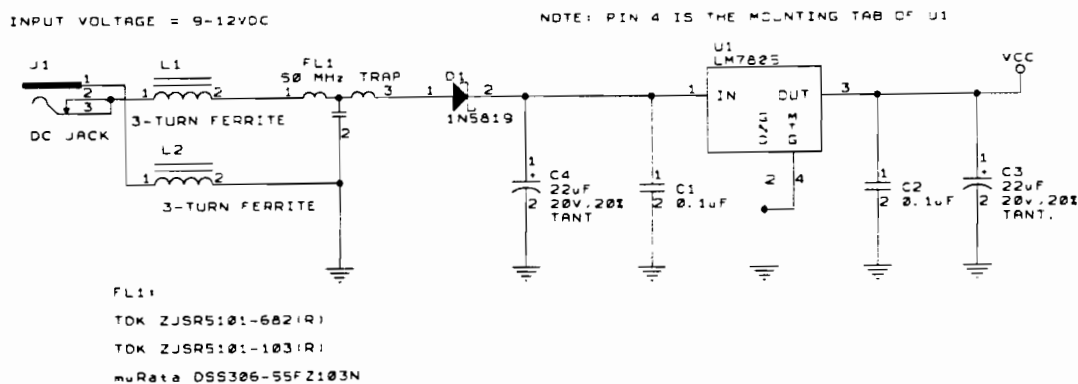 INPUT VOLTAGE = 9-12VDC
NOTE: PIN 4 IS THE MOUNTING TAB OF U1
J1
1
2
3
DC JACK
L1
1 2
3-TURN FERRITE
L2
1 2
3-TURN FERRITE
FL1
50 MHz TRAP
1 3
2
D1
1 2
1N5819
C4
1 +
22uF
2 20V,20%
TANT
1
C1
2 0.1uF
U1
LM7825
1 IN OUT 3
GND MTG
2 4
1
C2
2 0.1uF
VCC
1 + C3
22uF
2 20V,20%
TANT.
FL1:
TDK ZJSR5101-682(R)
TDK ZJSR5101-103(R)
muRata DSS306-55FZ103N